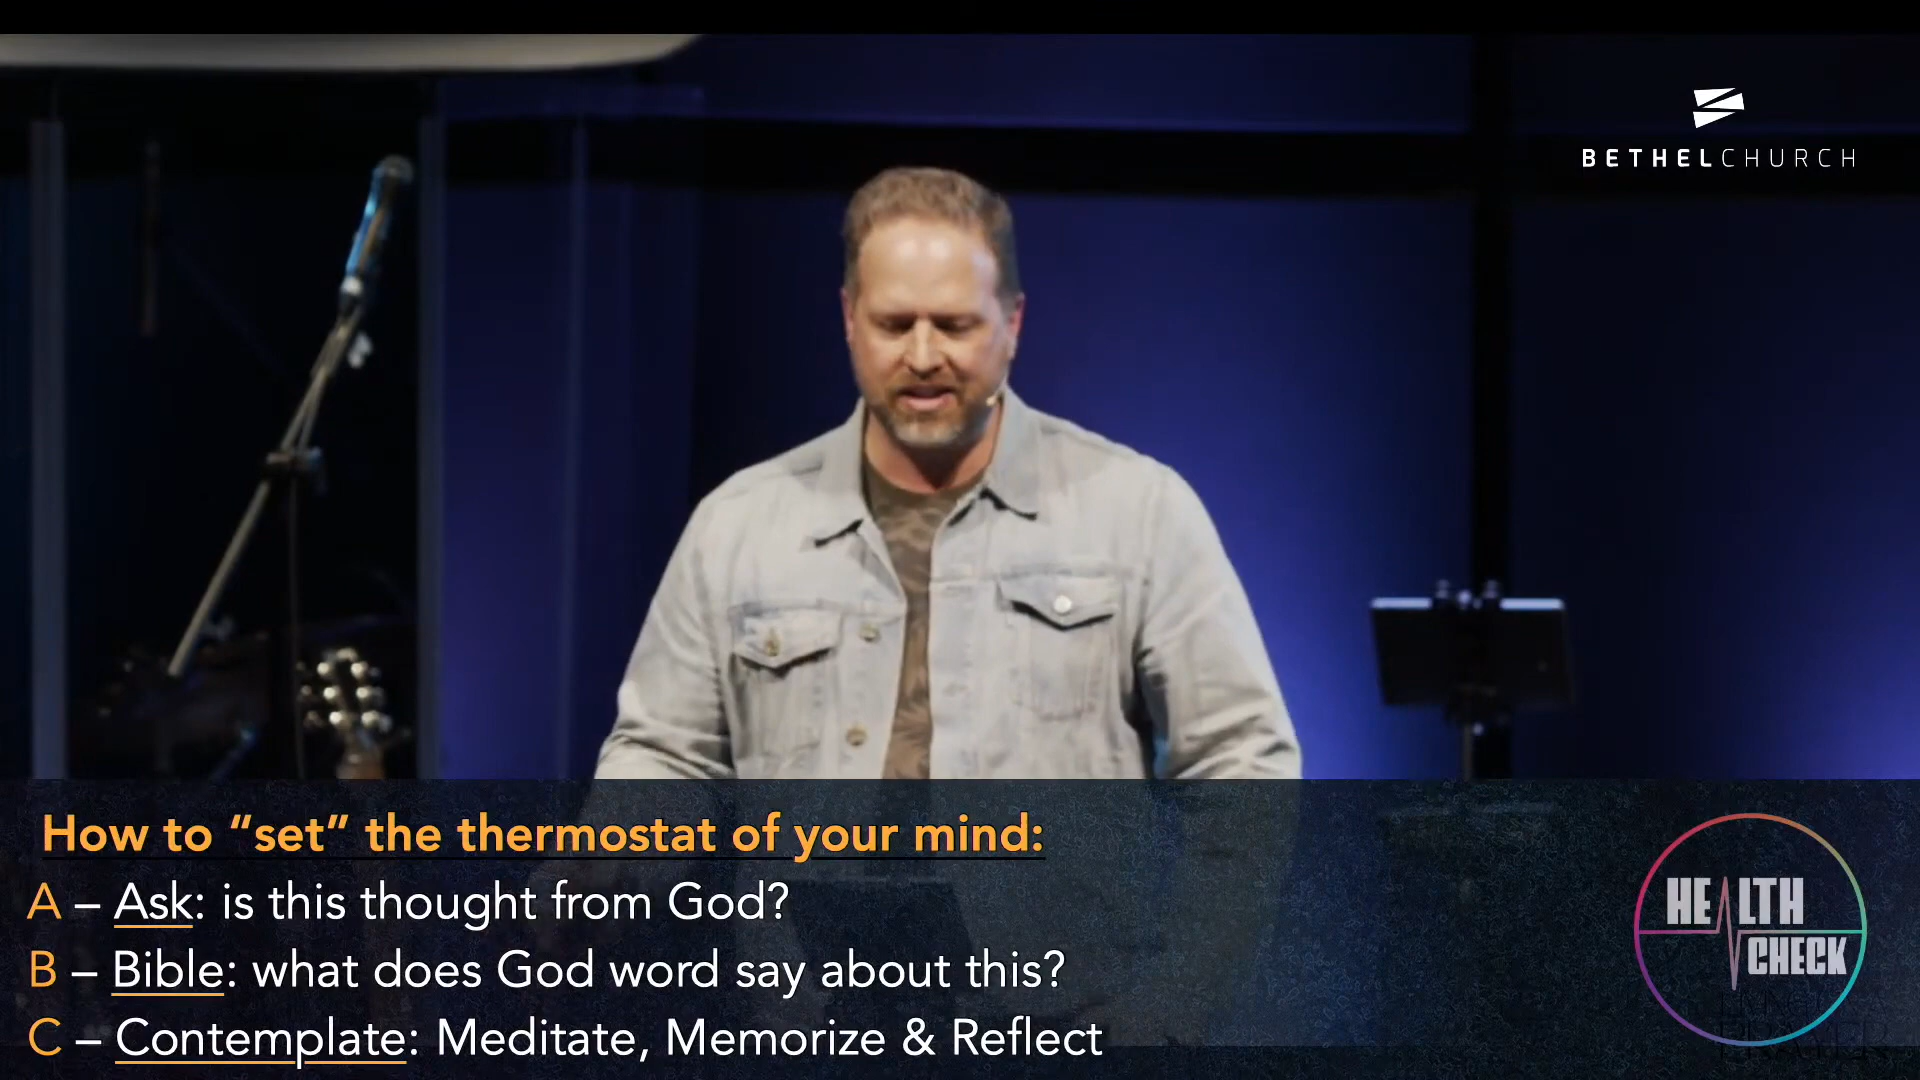 BETHELCHURCH
How to “set” the thermostat of your mind:
A – Ask: is this thought from God?
B – Bible: what does God word say about this?
C – Contemplate: Meditate, Memorize & Reflect
HEALTH
CHECK
PRAYER